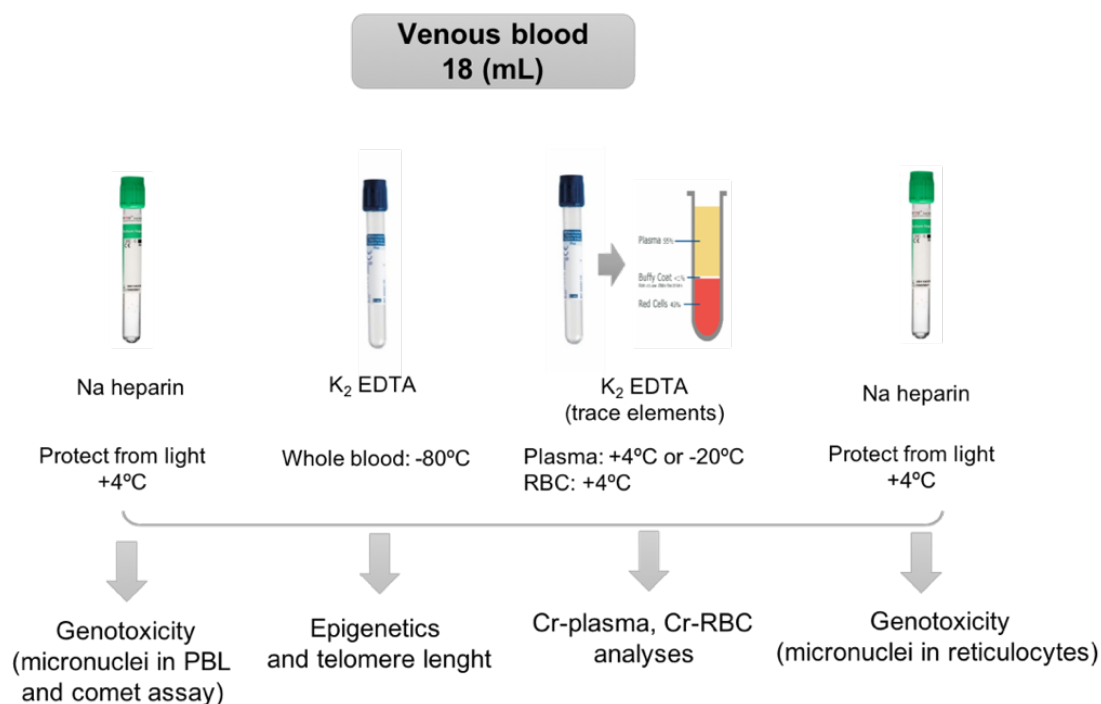 Venous blood
18 (mL)
Plasma 55%
Buffy Coat <1%
Red Cells 45%
Na heparin
K₂ EDTA
K₂ EDTA
(trace elements)
Na heparin
Protect from light
+4ºC
Whole blood: -80ºC
Plasma: +4ºC or -20ºC
RBC: +4ºC
Protect from light
+4ºC
Genotoxicity
(micronuclei in PBL
and comet assay)
Epigenetics
and telomere lenght
Cr-plasma, Cr-RBC
analyses
Genotoxicity
(micronuclei in reticulocytes)